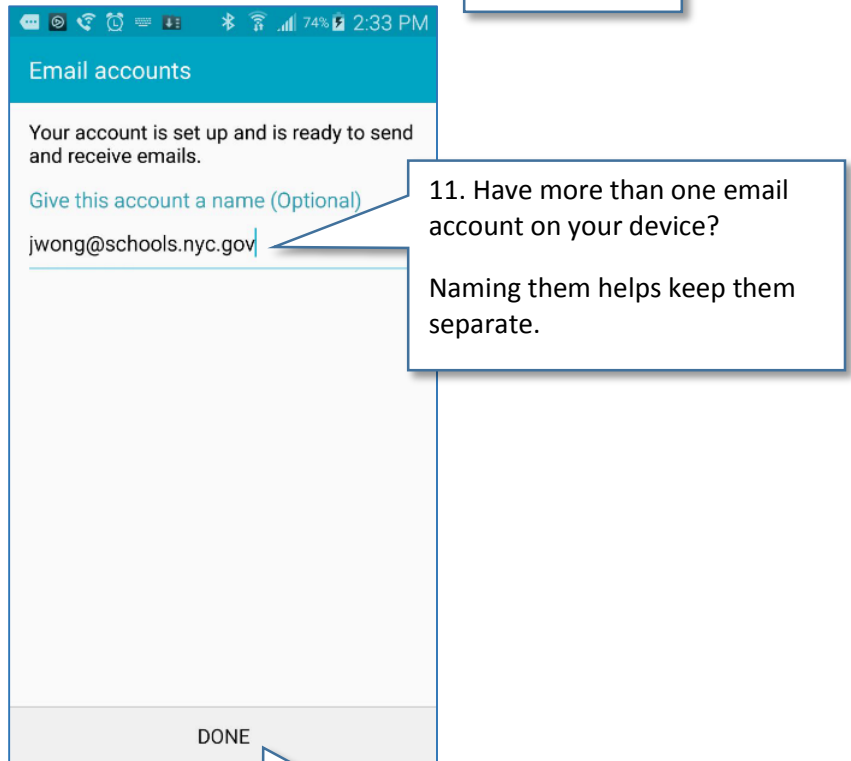 74% 2:33 PM
Email accounts
Your account is set up and is ready to send
and receive emails.
Give this account a name (Optional)
jwong@schools.nyc.gov
11. Have more than one email
account on your device?
Naming them helps keep them
separate.
DONE